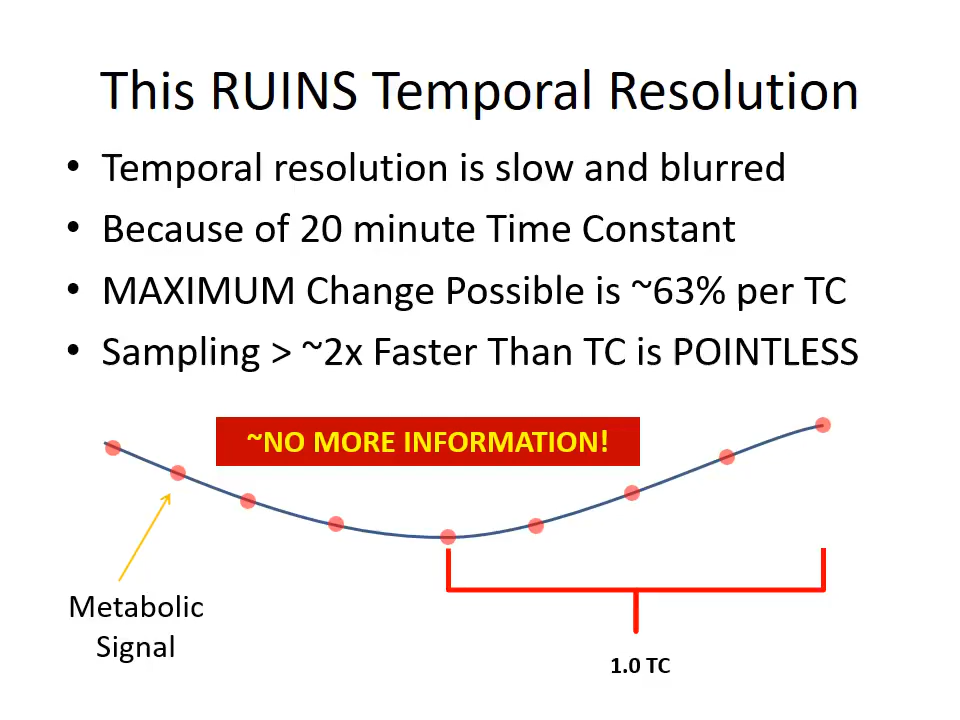 This RUINS Temporal Resolution
• Temporal resolution is slow and blurred
• Because of 20 minute Time Constant
• MAXIMUM Change Possible is ~63% per TC
• Sampling > ~2x Faster Than TC is POINTLESS
~NO MORE INFORMATION!
Metabolic
Signal
1.0 TC